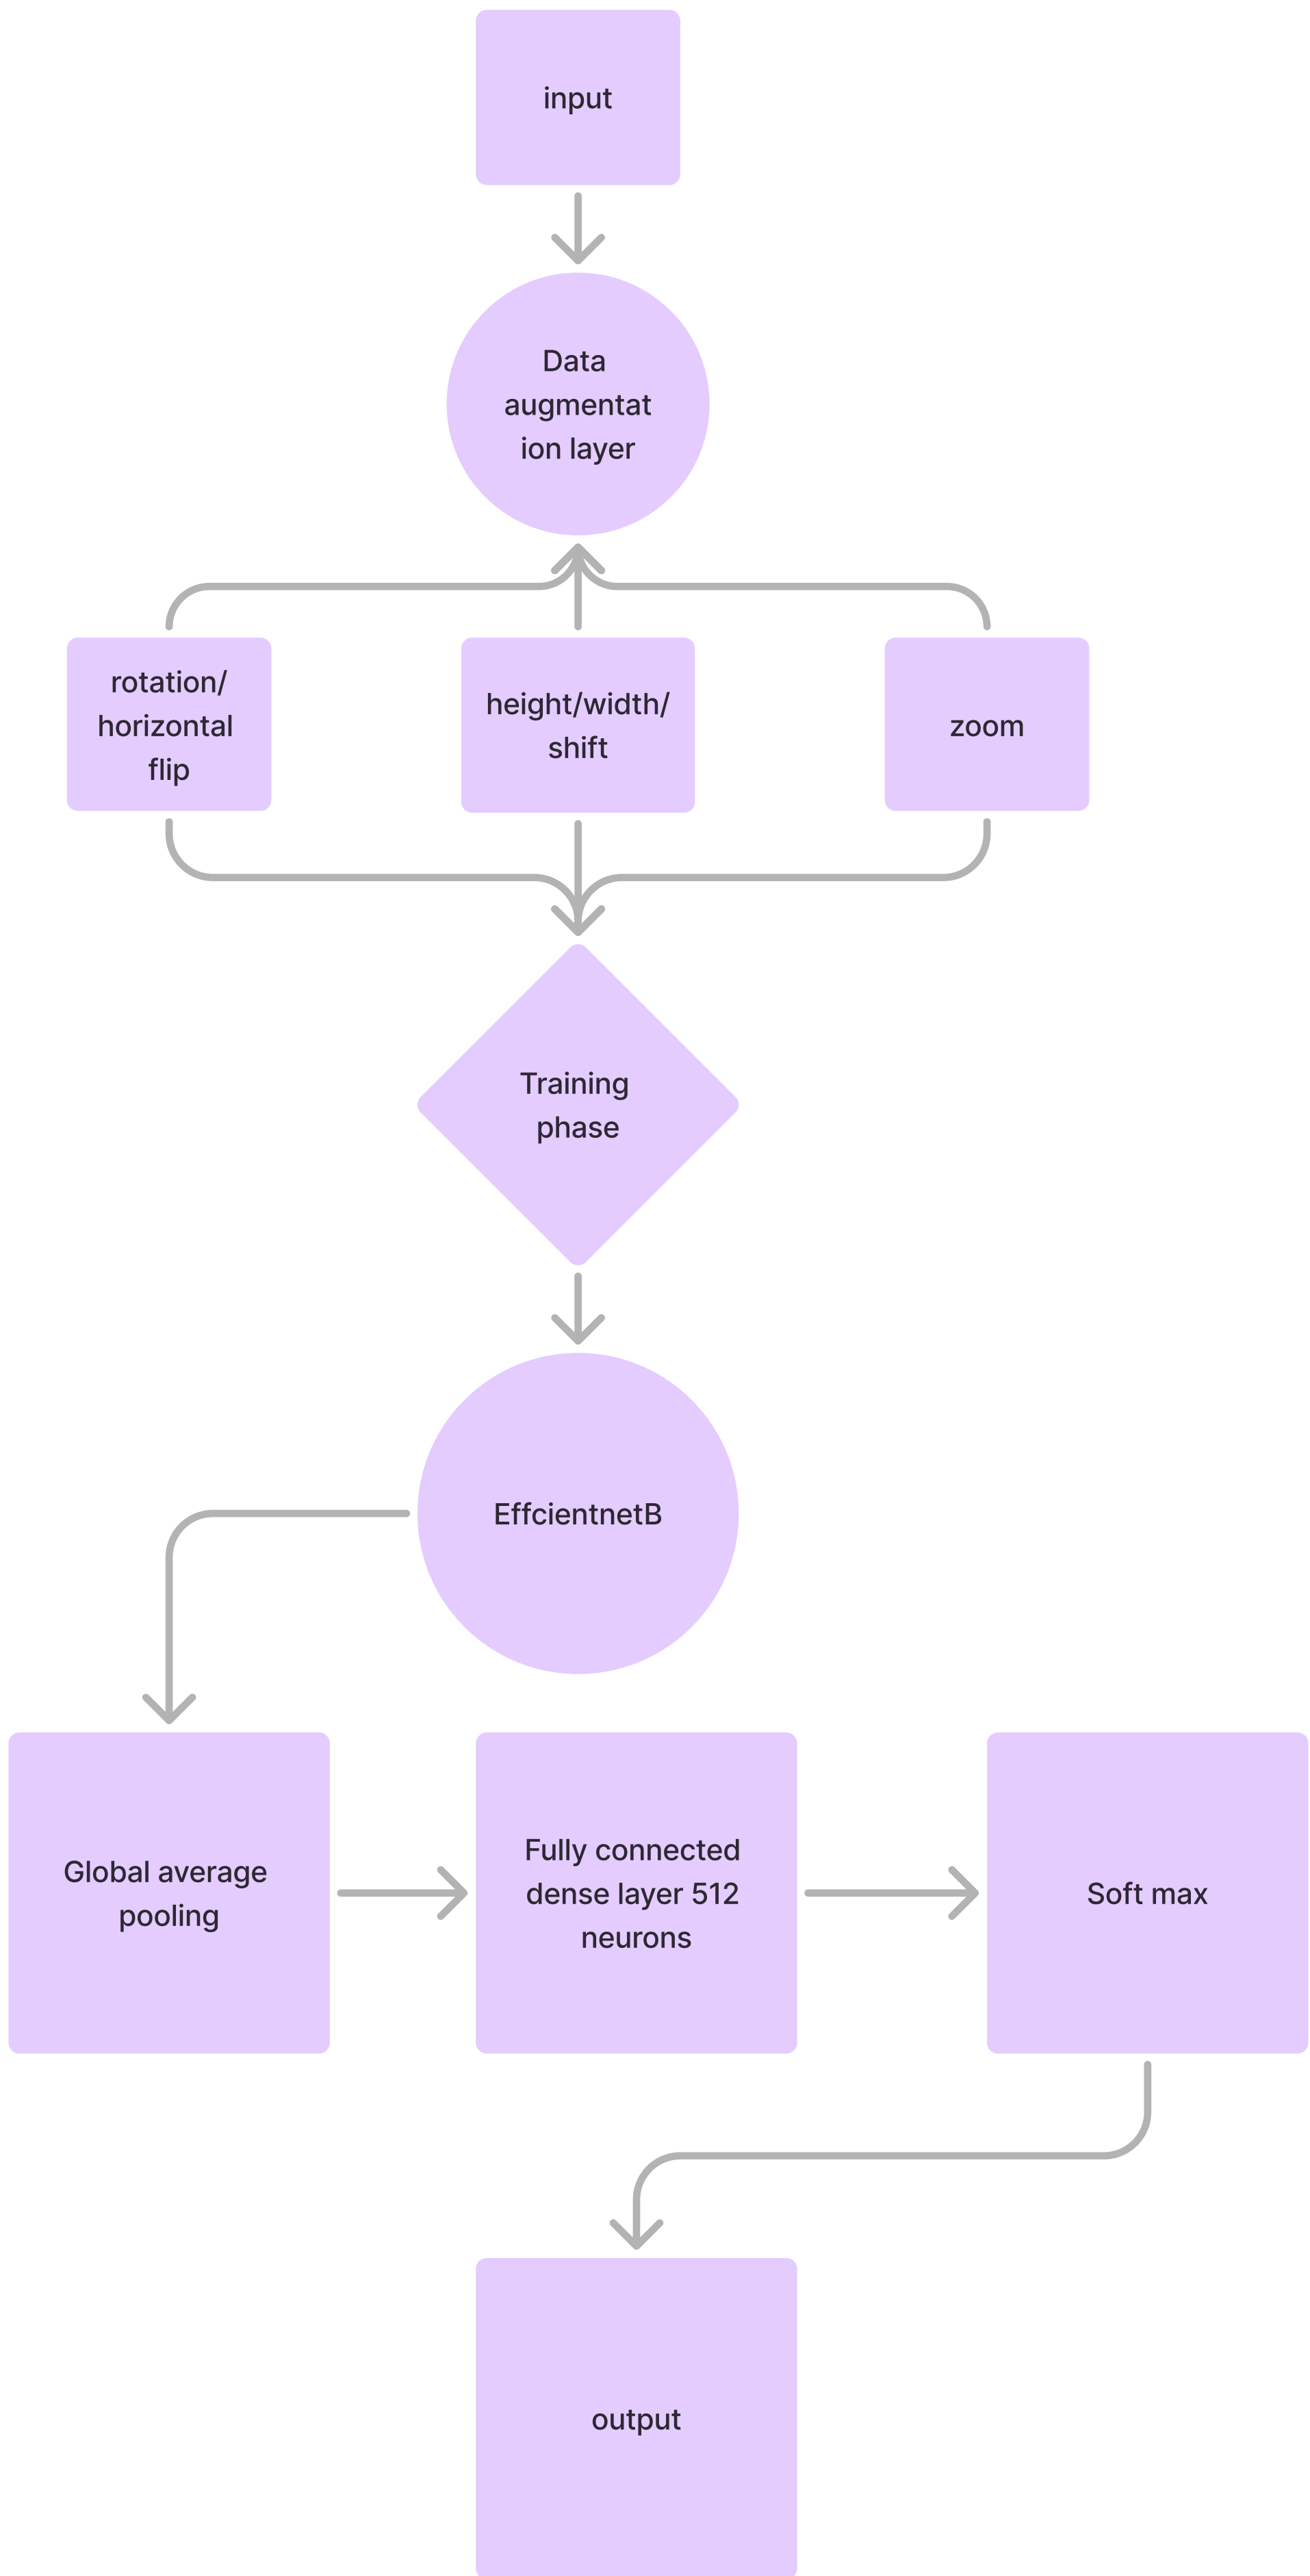 input
Data
augmentat
ion layer
rotation/
horizontal
flip
height/width/
shift
zoom
Training
phase
EffcientnetB
Global average
pooling
Fully connected
dense layer 512
neurons
Soft max
output